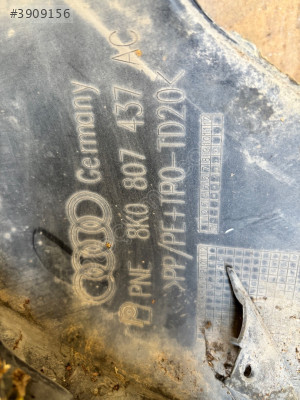 #3909156
Germany
PNE 8K0 807 437 AC
>PP/PE+TPO-TD20<